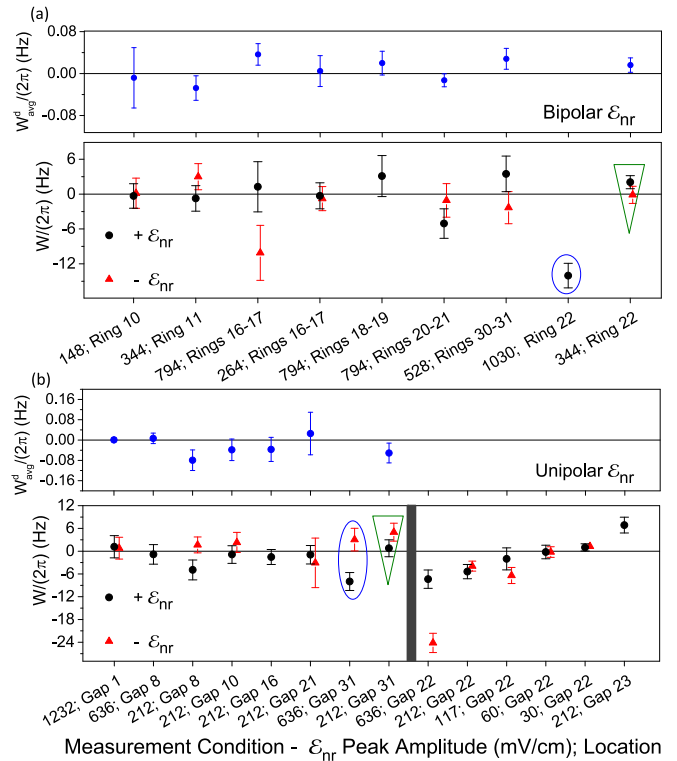 (a)
0.08
0.00
-0.08
W^d_avg/(2π) (Hz)
Bipolar ℰnr
6
0
-6
-12
W/(2π) (Hz)
+ ℰnr
- ℰnr
148; Ring 10
344; Ring 11
794; Rings 16-17
264; Rings 16-17
794; Rings 18-19
794; Rings 20-21
528; Rings 30-31
1030; Ring 22
344; Ring 22
(b)
0.16
0.08
0.00
-0.08
-0.16
W^d_avg/(2π) (Hz)
Unipolar ℰnr
12
6
0
-6
-12
-18
-24
W/(2π) (Hz)
+ ℰnr
- ℰnr
1232; Gap 1
636; Gap 8
212; Gap 8
212; Gap 10
212; Gap 16
212; Gap 21
636; Gap 31
212; Gap 31
636; Gap 22
212; Gap 22
117; Gap 22
60; Gap 22
30; Gap 22
212; Gap 23
Measurement Condition - ℰnr Peak Amplitude (mV/cm); Location